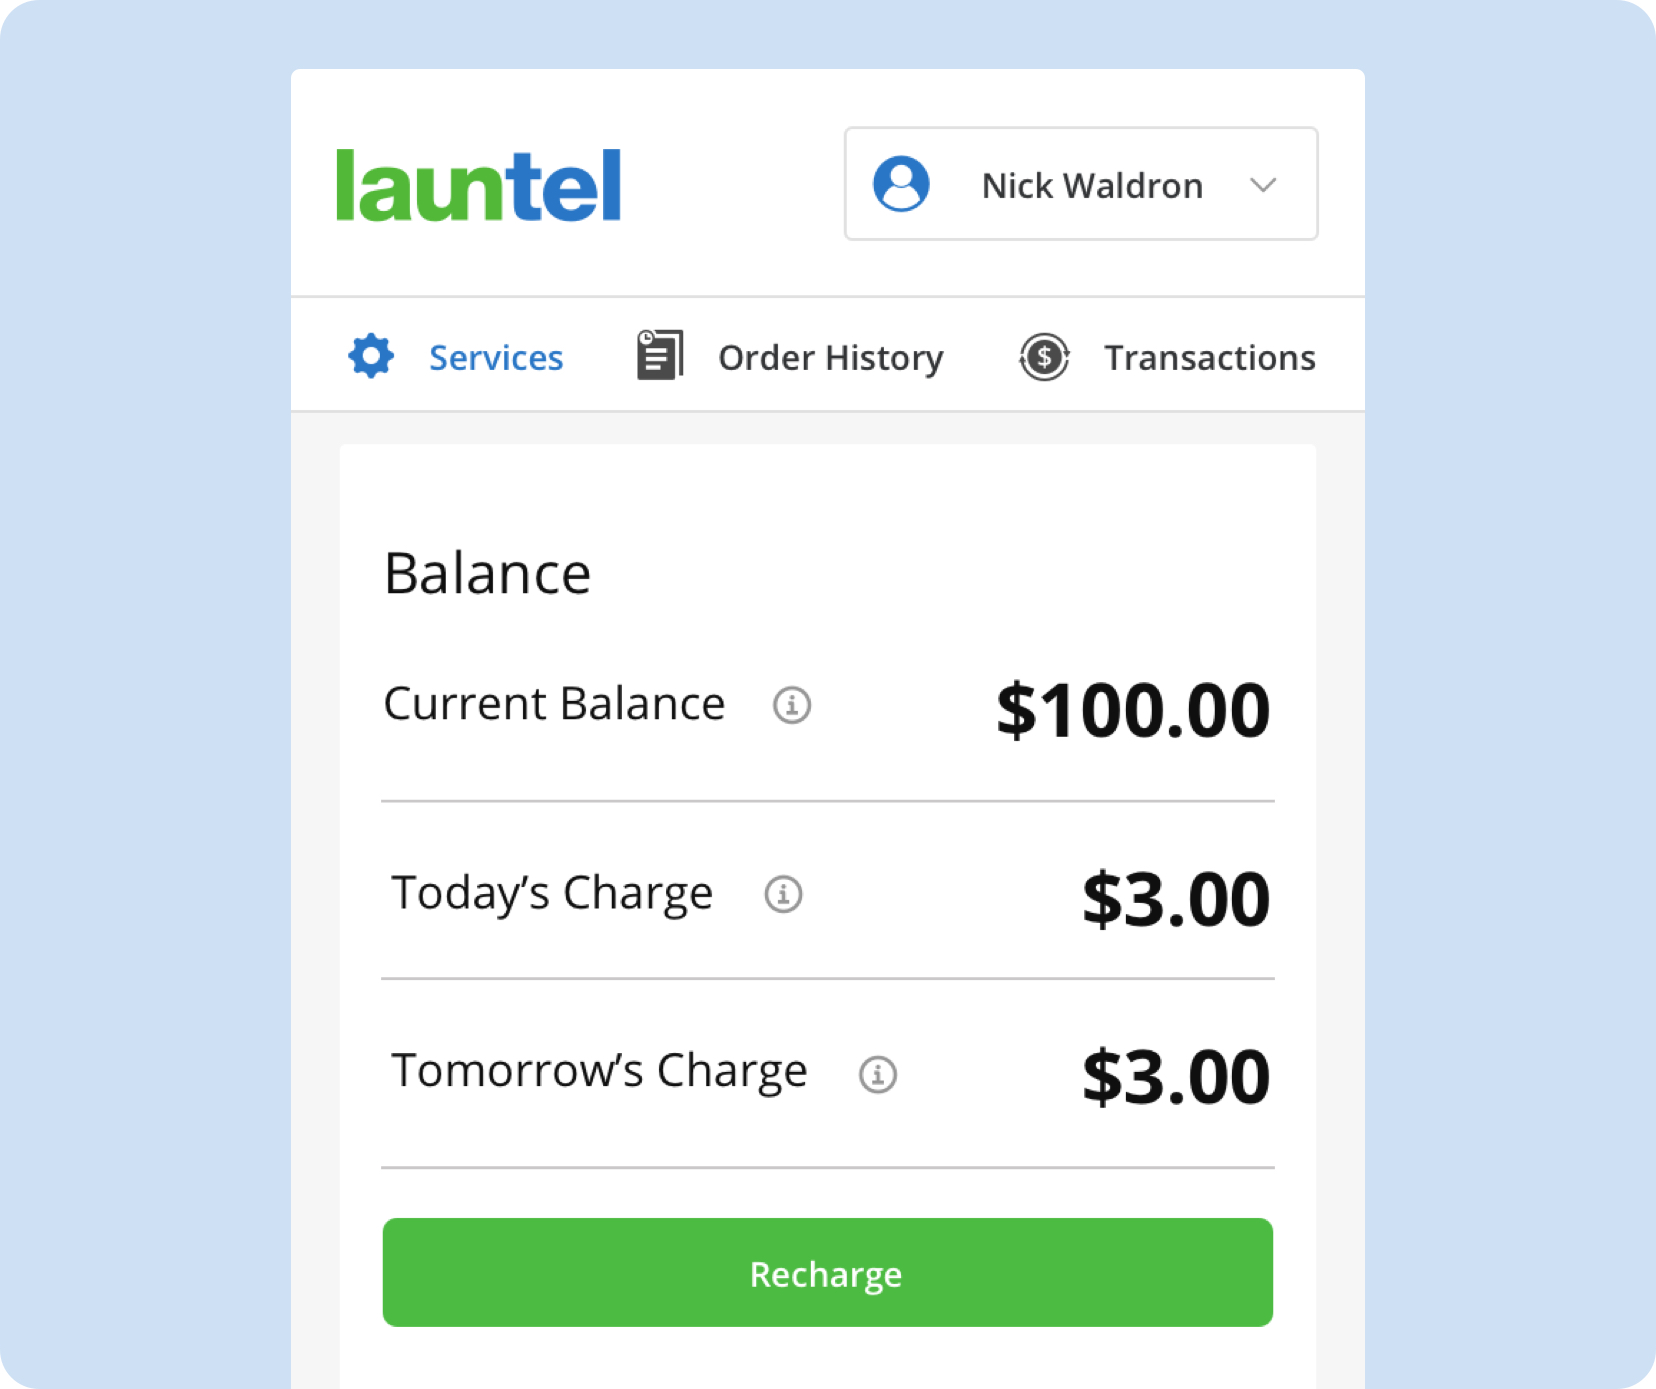 launtel
Nick Waldron
Services Order History Transactions
Balance
Current Balance $100.00
Today’s Charge $3.00
Tomorrow’s Charge $3.00
Recharge